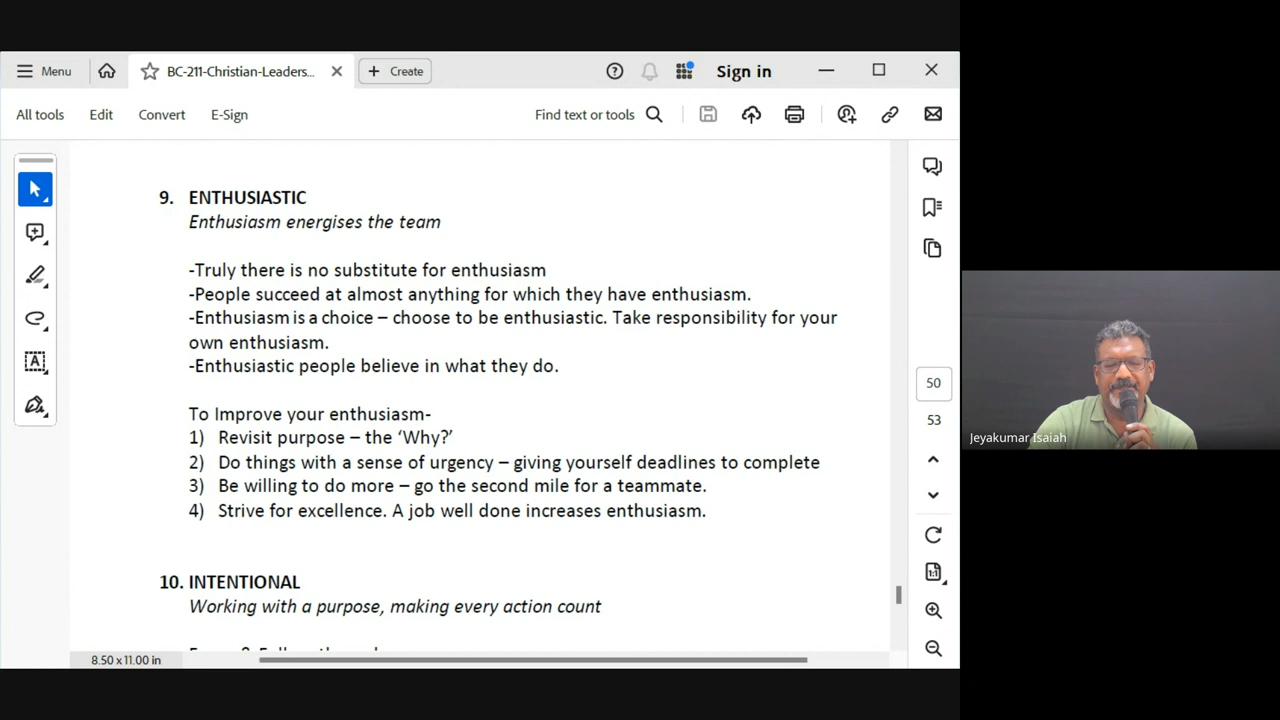 Menu
BC-211-Christian-Leaders...
Create
Sign in
All tools
Edit
Convert
E-Sign
Find text or tools
9. ENTHUSIASTIC
Enthusiasm energises the team
-Truly there is no substitute for enthusiasm
-People succeed at almost anything for which they have enthusiasm.
-Enthusiasm is a choice – choose to be enthusiastic. Take responsibility for your
own enthusiasm.
-Enthusiastic people believe in what they do.
To Improve your enthusiasm-
1) Revisit purpose – the ‘Why?’
2) Do things with a sense of urgency – giving yourself deadlines to complete
3) Be willing to do more – go the second mile for a teammate.
4) Strive for excellence. A job well done increases enthusiasm.
10. INTENTIONAL
Working with a purpose, making every action count
8.50 x 11.00 in
50
53
1:1
Jeyakumar Isaiah